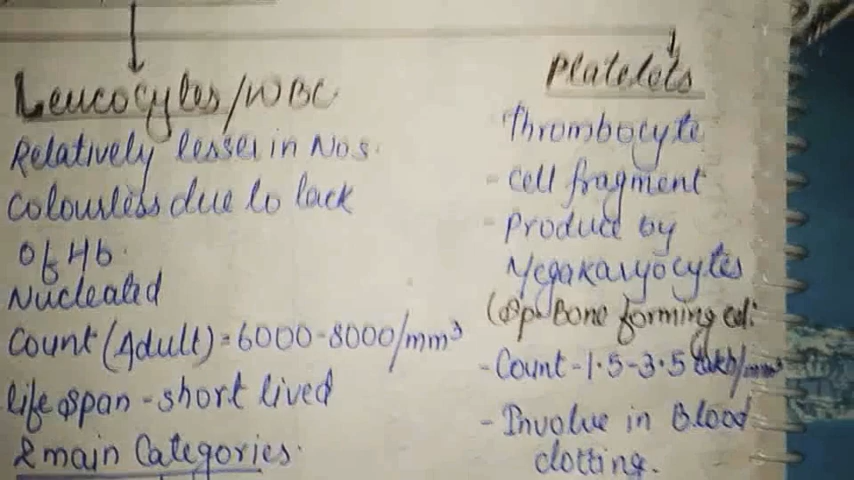 Leucocytes/WBC
Relatively lesser in Nos.
Colourless due to lack
Of Hb.
Nucleated
Count (Adult) = 6000-8000/mm³
life span - short lived
2 main Categories.
Platelets
Thrombocyte
- Cell fragment
- Produce by
Megakaryocytes
(Sp. Bone forming cell
- Count - 1.5-3.5 lakh/mm³
- Involve in Blood
clotting.